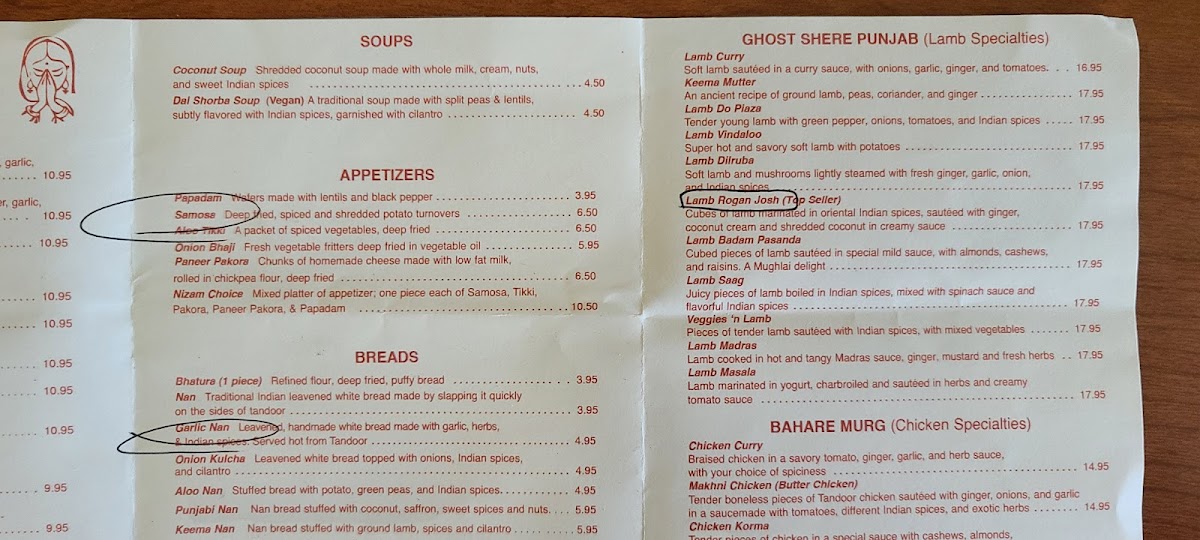 , garlic,
..... 10.95
er, garlic,
....... 10.95
.... 10.95
....... 10.95
...... 10.95
...... 10.95
....... 10.95
....... 10.95
....... 9.95
........ 9.95
SOUPS
Coconut Soup Shredded coconut soup made with whole milk, cream, nuts,
and sweet Indian spices ........ 4.50
Dal Shorba Soup (Vegan) A traditional soup made with split peas & lentils,
subtly flavored with Indian spices, garnished with cilantro ........ 4.50
APPETIZERS
Papadam Wafers made with lentils and black pepper ........ 3.95
Samosa Deep fried, spiced and shredded potato turnovers ........ 6.50
Aloo Tikki A packet of spiced vegetables, deep fried ........ 6.50
Onion Bhaji Fresh vegetable fritters deep fried in vegetable oil ........ 5.95
Paneer Pakora Chunks of homemade cheese made with low fat milk,
rolled in chickpea flour, deep fried ........ 6.50
Nizam Choice Mixed platter of appetizer; one piece each of Samosa, Tikki,
Pakora, Paneer Pakora, & Papadam ........ 10.50
BREADS
Bhatura (1 piece) Refined flour, deep fried, puffy bread ........ 3.95
Nan Traditional Indian leavened white bread made by slapping it quickly
on the sides of tandoor ........ 3.95
Garlic Nan Leavened, handmade white bread made with garlic, herbs,
& Indian spices. Served hot from Tandoor ........ 4.95
Onion Kulcha Leavened white bread topped with onions, Indian spices,
and cilantro ........ 4.95
Aloo Nan Stuffed bread with potato, green peas, and Indian spices. ........ 4.95
Punjabi Nan Nan bread stuffed with coconut, saffron, sweet spices and nuts. ... 5.95
Keema Nan Nan bread stuffed with ground lamb, spices and cilantro ........ 5.95
GHOST SHERE PUNJAB (Lamb Specialties)
Lamb Curry
Soft lamb sautéed in a curry sauce, with onions, garlic, ginger, and tomatoes. . . 16.95
Keema Mutter
An ancient recipe of ground lamb, peas, coriander, and ginger ........ 17.95
Lamb Do Plaza
Tender young lamb with green pepper, onions, tomatoes, and Indian spices ..... 17.95
Lamb Vindaloo
Super hot and savory soft lamb with potatoes ........ 17.95
Lamb Dilruba
Soft lamb and mushrooms lightly steamed with fresh ginger, garlic, onion,
and Indian spices ........ 17.95
Lamb Rogan Josh (Top Seller)
Cubes of lamb marinated in oriental Indian spices, sautéed with ginger,
coconut cream and shredded coconut in creamy sauce ........ 17.95
Lamb Badam Pasanda
Cubed pieces of lamb sautéed in special mild sauce, with almonds, cashews,
and raisins. A Mughlai delight ........ 17.95
Lamb Saag
Juicy pieces of lamb boiled in Indian spices, mixed with spinach sauce and
flavorful Indian spices ........ 17.95
Veggies 'n Lamb
Pieces of tender lamb sautéed with Indian spices, with mixed vegetables ....... 17.95
Lamb Madras
Lamb cooked in hot and tangy Madras sauce, ginger, mustard and fresh herbs .. 17.95
Lamb Masala
Lamb marinated in yogurt, charbroiled and sautéed in herbs and creamy
tomato sauce ........ 17.95
BAHARE MURG (Chicken Specialties)
Chicken Curry
Braised chicken in a savory tomato, ginger, garlic, and herb sauce,
with your choice of spiciness ........ 14.95
Makhni Chicken (Butter Chicken)
Tender boneless pieces of Tandoor chicken sautéed with ginger, onions, and garlic
in a saucemade with tomatoes, different Indian spices, and exotic herbs ........ 14.95
Chicken Korma
Tender pieces of chicken in a special sauce with cashews, almonds,